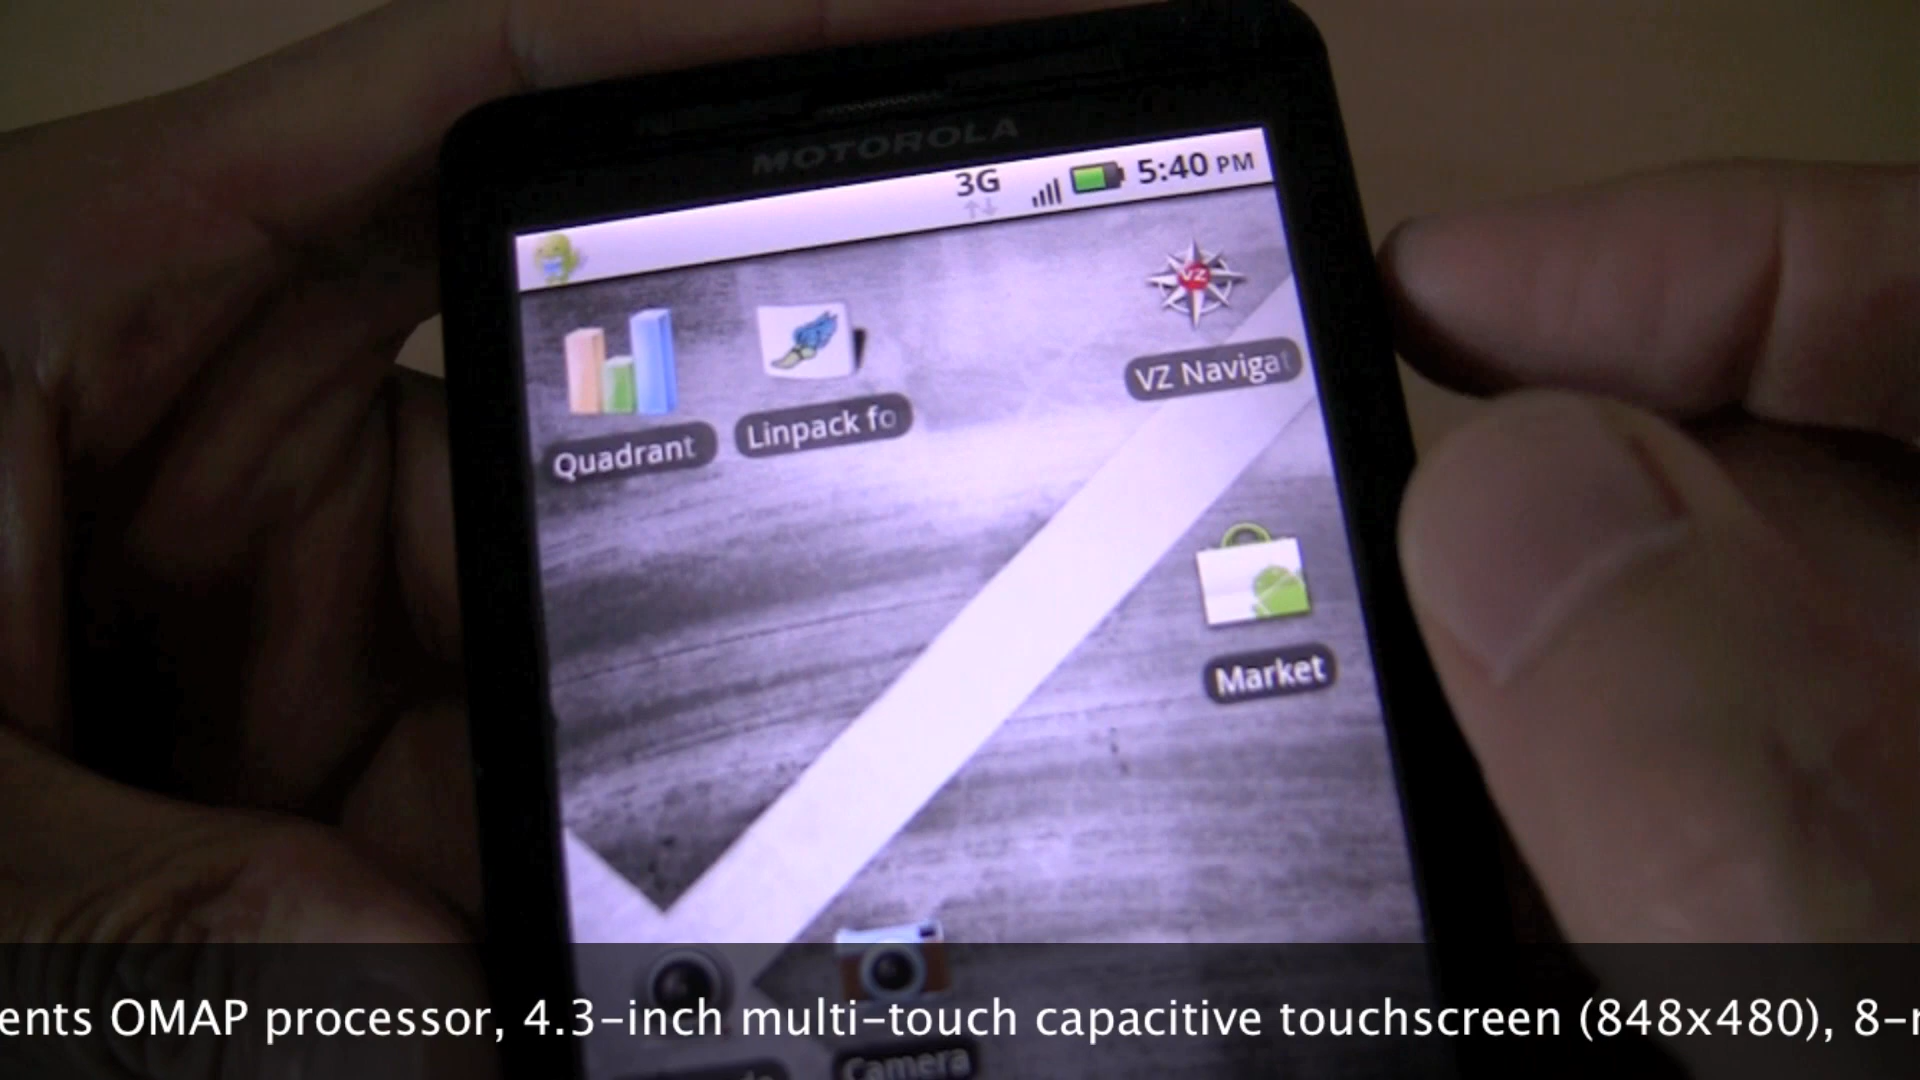 MOTOROLA
3G
5:40 PM
VZ
VZ Navigat
Linpack fo
Quadrant
Market
ents OMAP processor, 4.3-inch multi-touch capacitive touchscreen (848x480), 8-
Camera